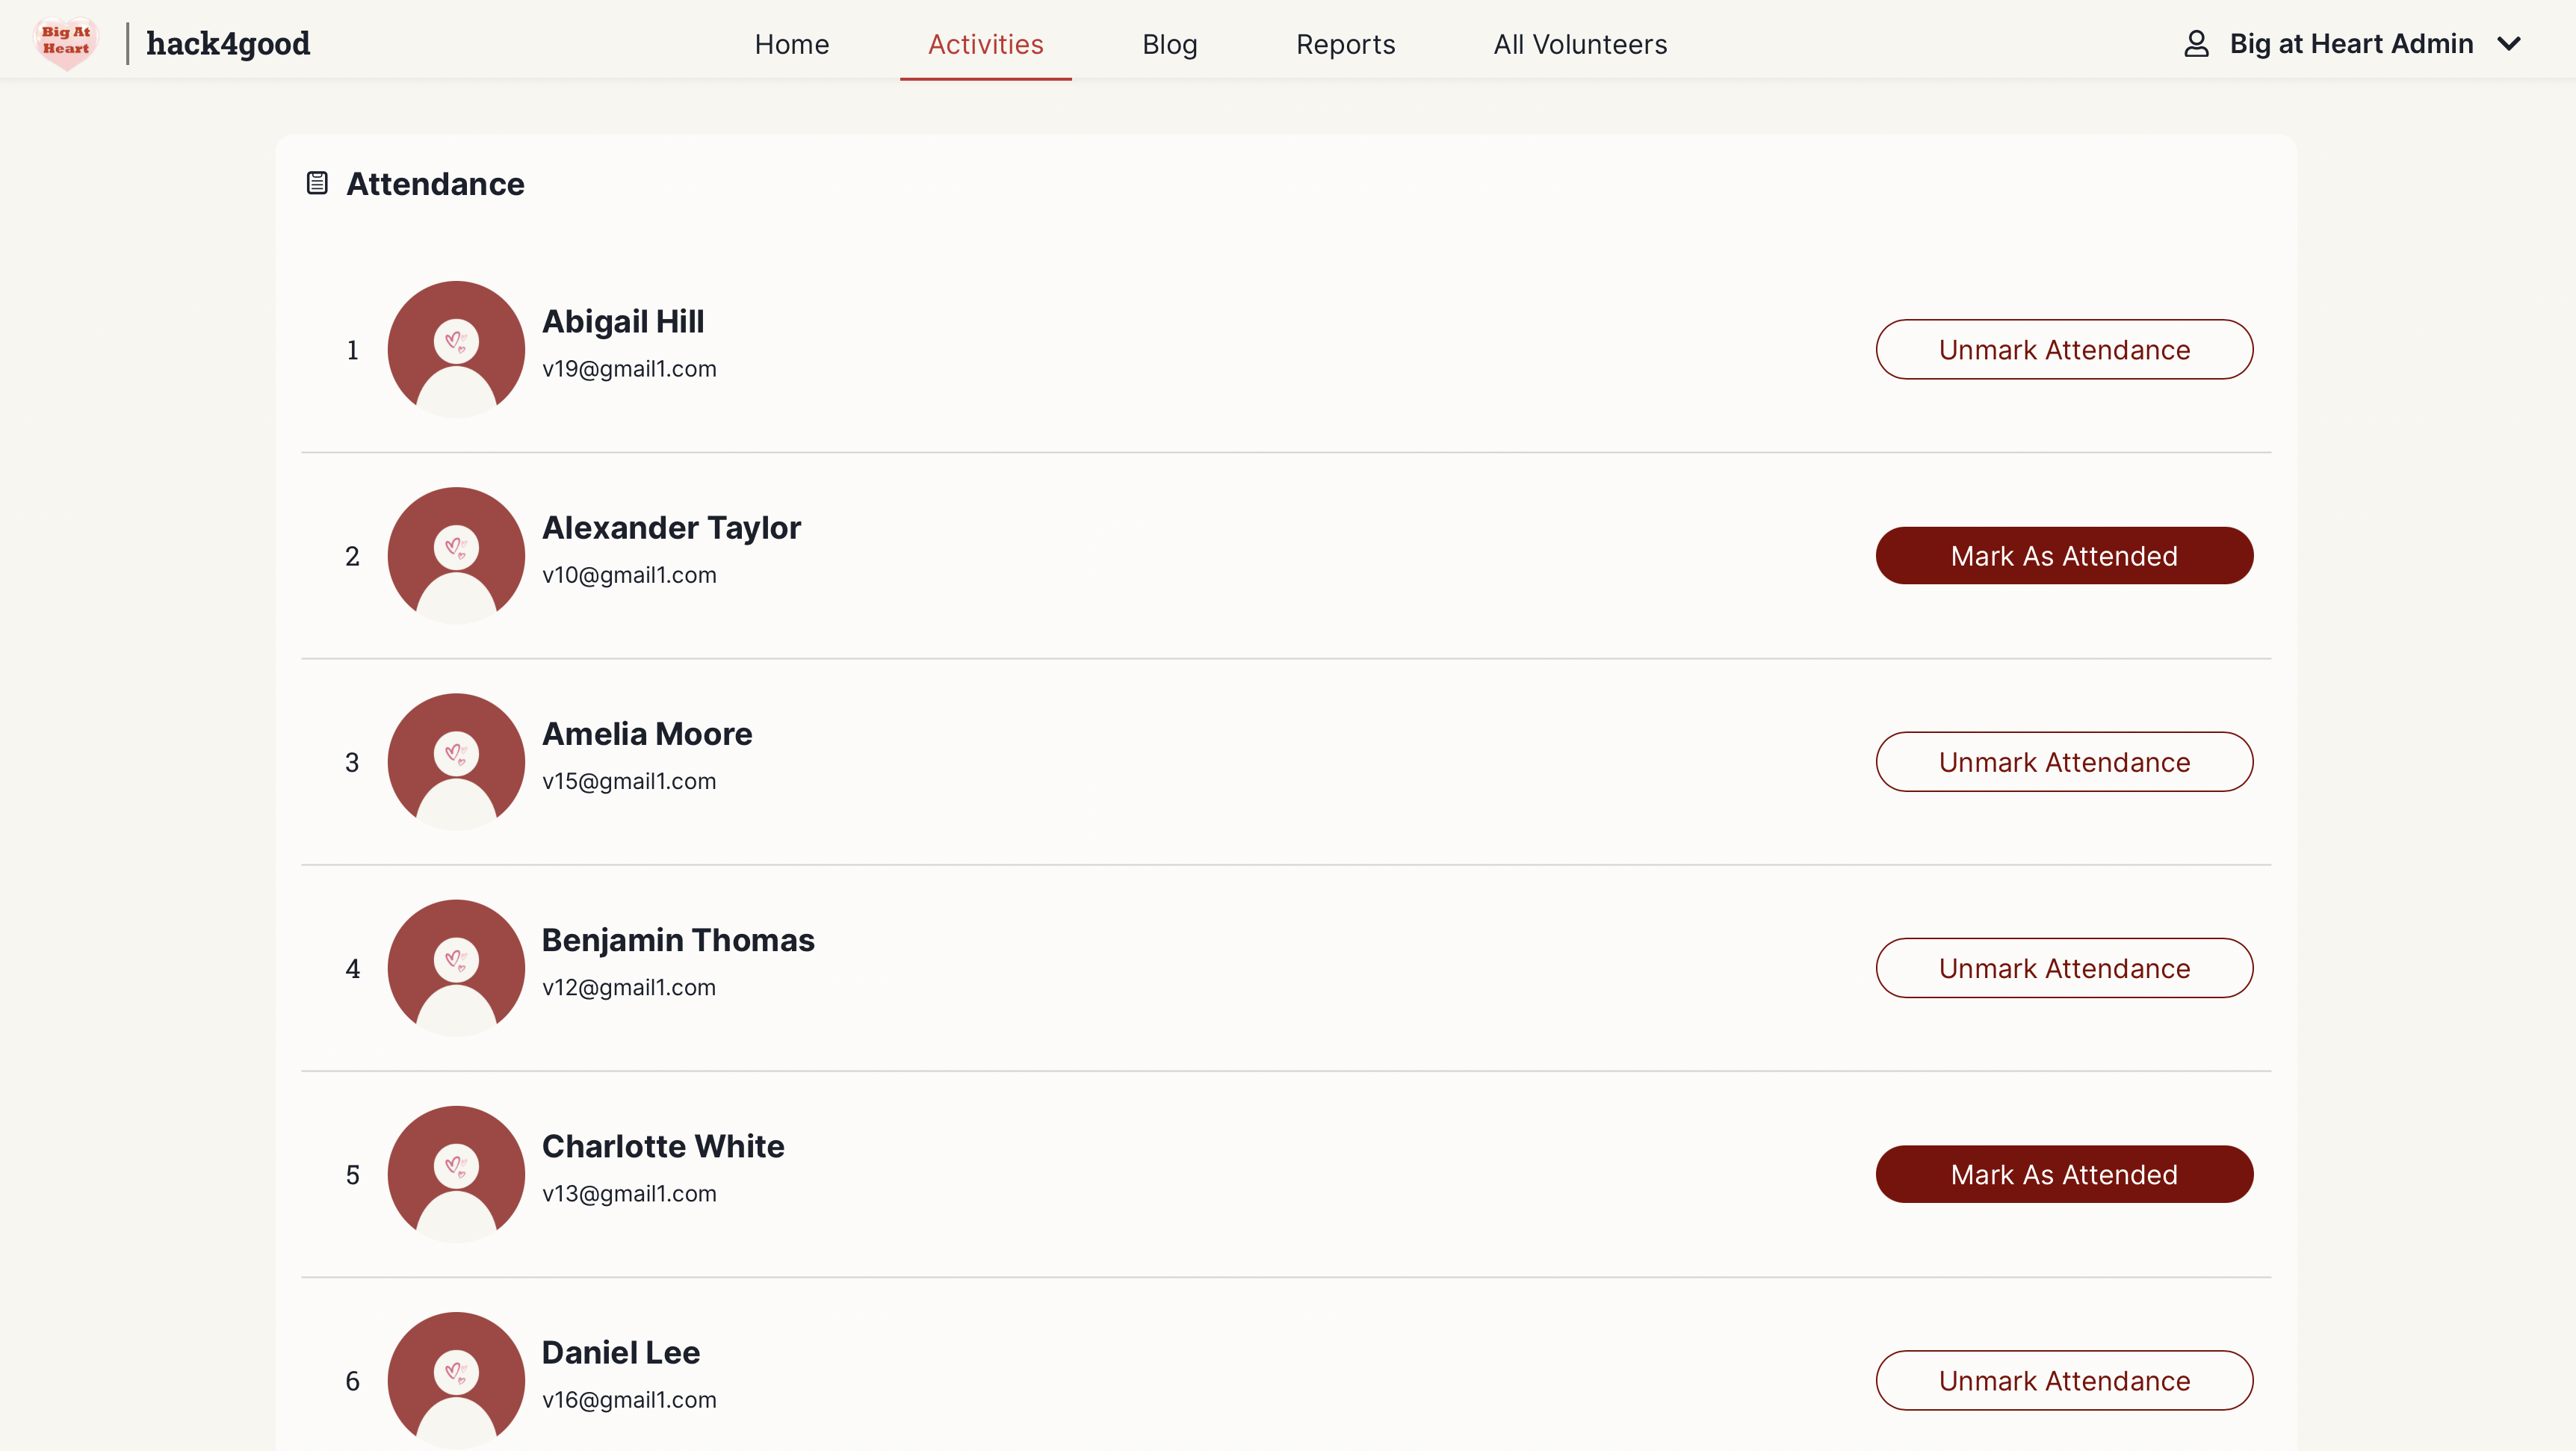 Big At
Heart
hack4good
Home
Activities
Blog
Reports
All Volunteers
Big at Heart Admin
Attendance
1
Abigail Hill
v19@gmail1.com
Unmark Attendance
2
Alexander Taylor
v10@gmail1.com
Mark As Attended
3
Amelia Moore
v15@gmail1.com
Unmark Attendance
4
Benjamin Thomas
v12@gmail1.com
Unmark Attendance
5
Charlotte White
v13@gmail1.com
Mark As Attended
6
Daniel Lee
v16@gmail1.com
Unmark Attendance